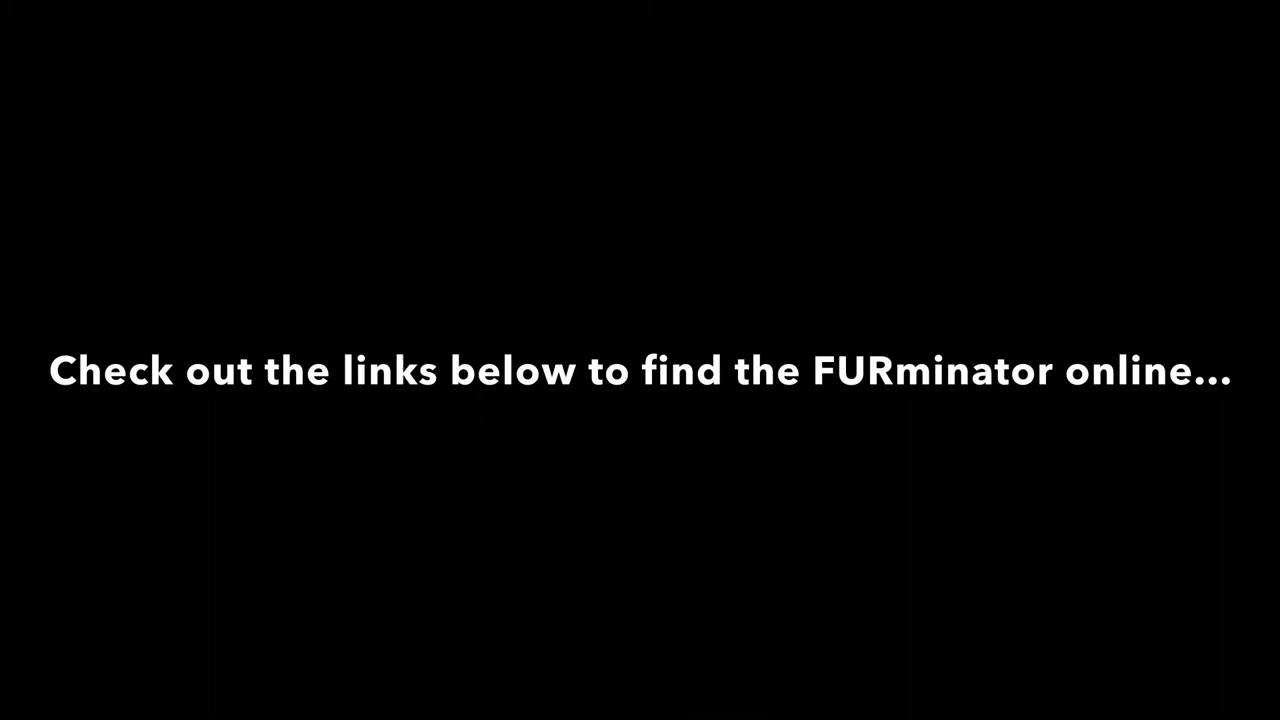 Check out the links below to find the FURminator online...